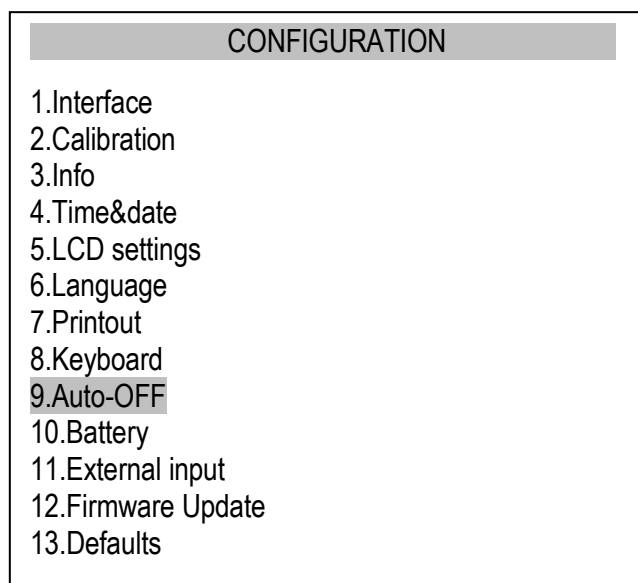 CONFIGURATION
1.Interface
2.Calibration
3.Info
4.Time&date
5.LCD settings
6.Language
7.Printout
8.Keyboard
9.Auto-OFF
10.Battery
11.External input
12.Firmware Update
13.Defaults